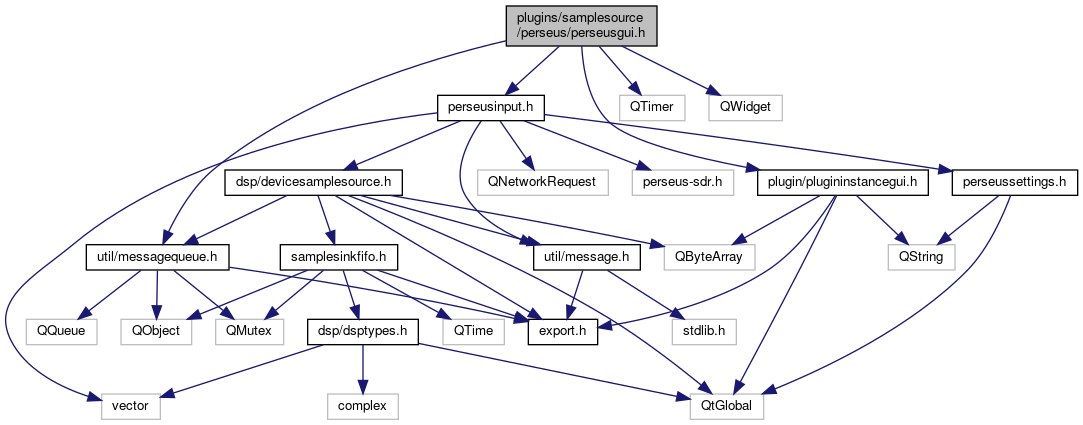 plugins/samplesource
/perseus/perseusgui.h
perseusinput.h
QTimer
QWidget
dsp/devicesamplesource.h
QNetworkRequest
perseus-sdr.h
plugin/plugininstancegui.h
perseussettings.h
util/messagequeue.h
samplesinkfifo.h
util/message.h
QByteArray
QString
QQueue
QObject
QMutex
dsp/dsptypes.h
QTime
export.h
stdlib.h
vector
complex
QtGlobal